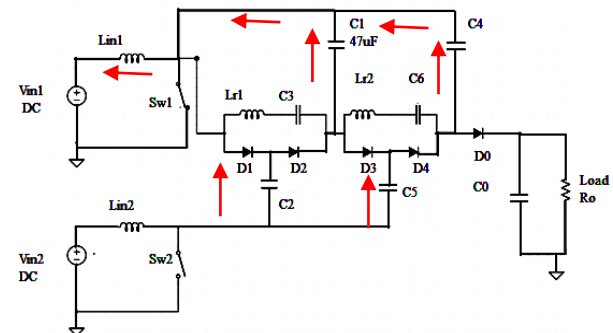 C1
47uF
C4
Lin1
Vin1
DC
Sw1
Lr1
C3
Lr2
C6
D1
D2
D3
D4
D0
C2
C5
C0
Load
Ro
Lin2
Vin2
DC
Sw2